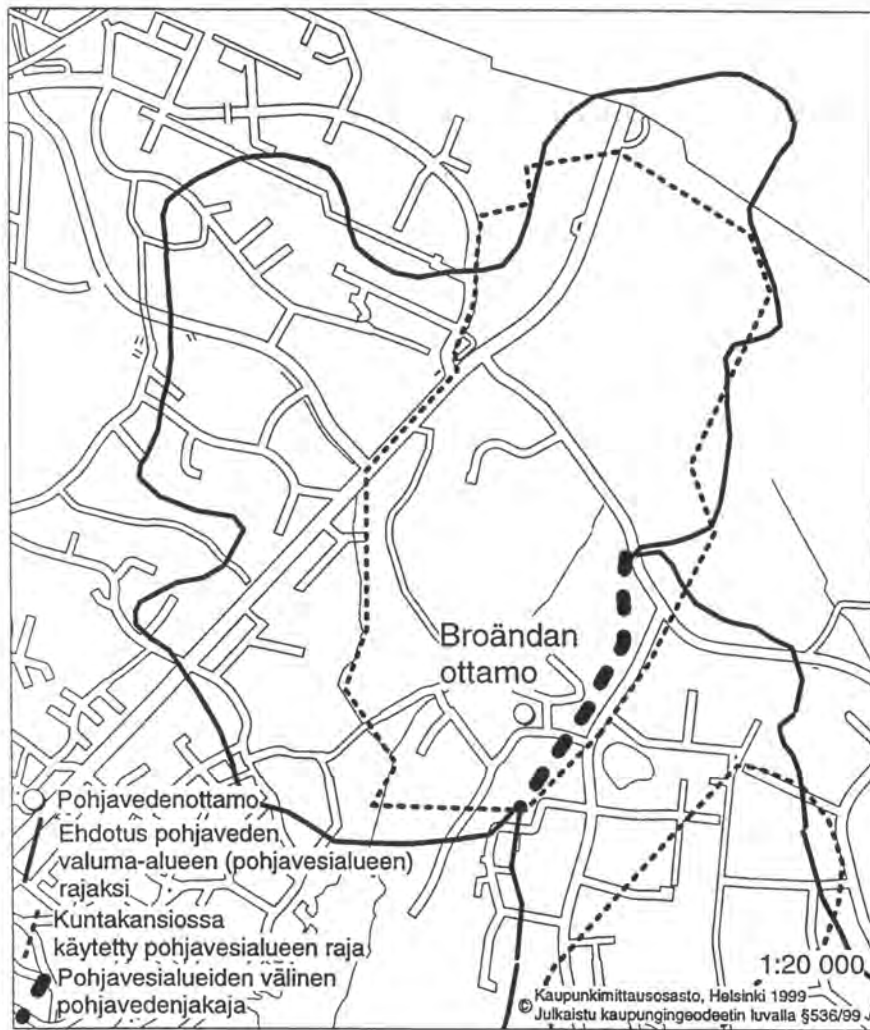 Broändan
ottamo
Pohjavedenottamo
Ehdotus pohjaveden
valuma-alueen (pohjavesialueen)
rajaksi
Kuntakansiossa
käytetty pohjavesialueen raja
Pohjavesialueiden välinen
pohjavedenjakaja
1:20 000
© Kaupunkimittausosasto, Helsinki 1999
Julkaistu kaupungingeodeetin luvalla §536/99